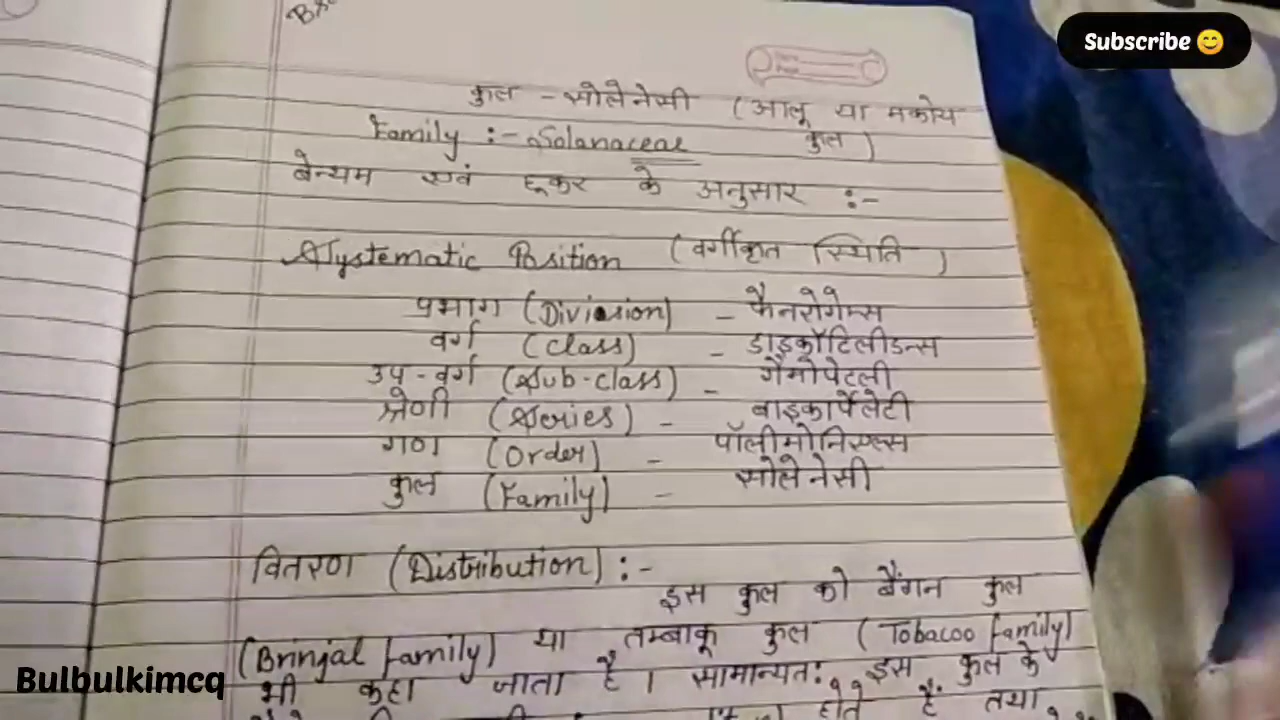 Subscribe 😊
कुल - सोलेनेसी (आलू या मकोय
Family :- Solanaceae कुल)
बेन्थम एवं हूकर के अनुसार :-
Systematic Position (वर्गीकृत स्थिति)
प्रभाग (Division) - फैनरोगेम्स
वर्ग (Class) - डाइकॉटिलीडन्स
उप-वर्ग (Sub-class) - गैमोपेटली
श्रेणी (Series) - बाइकार्पेलेटी
गण (Order) - पॉलीमोनिएल्स
कुल (Family) - सोलेनेसी
वितरण (Distribution) :-
इस कुल को बैंगन कुल
(Brinjal family) या तम्बाकू कुल (Tobacoo family)
भी कहा जाता है । सामान्यतः इस कुल के
होते हैं तथा
Bulbulkimcq